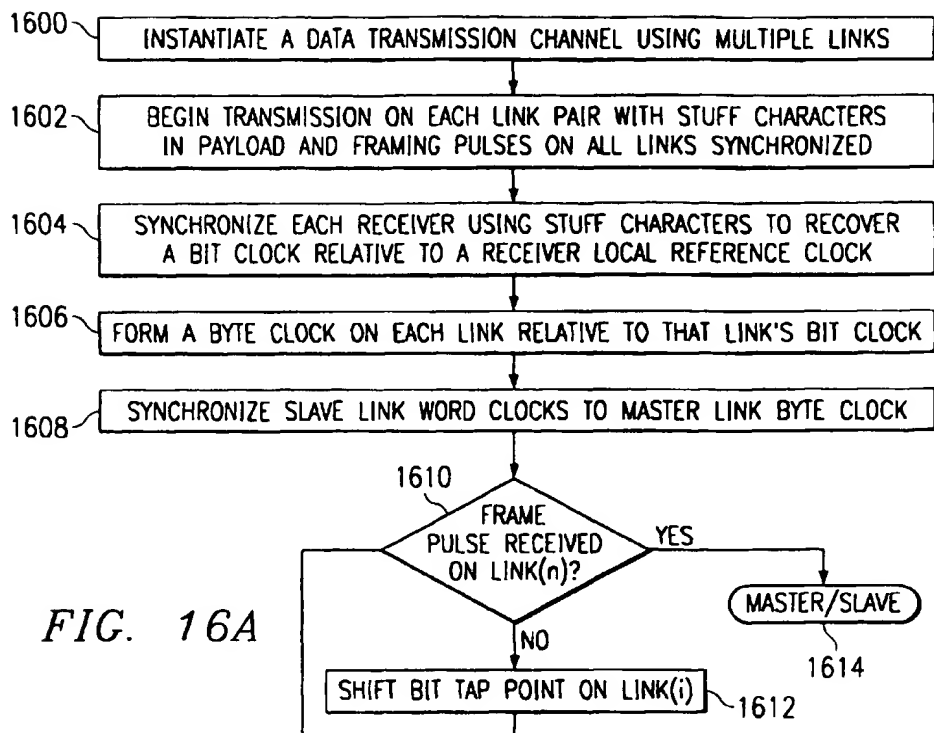 1600
INSTANTIATE A DATA TRANSMISSION CHANNEL USING MULTIPLE LINKS
1602
BEGIN TRANSMISSION ON EACH LINK PAIR WITH STUFF CHARACTERS
IN PAYLOAD AND FRAMING PULSES ON ALL LINKS SYNCHRONIZED
1604
SYNCHRONIZE EACH RECEIVER USING STUFF CHARACTERS TO RECOVER
A BIT CLOCK RELATIVE TO A RECEIVER LOCAL REFERENCE CLOCK
1606
FORM A BYTE CLOCK ON EACH LINK RELATIVE TO THAT LINK'S BIT CLOCK
1608
SYNCHRONIZE SLAVE LINK WORD CLOCKS TO MASTER LINK BYTE CLOCK
1610
FRAME
PULSE RECEIVED
ON LINK(n)?
YES
MASTER/SLAVE
1614
NO
SHIFT BIT TAP POINT ON LINK(i)
1612
FIG. 16A